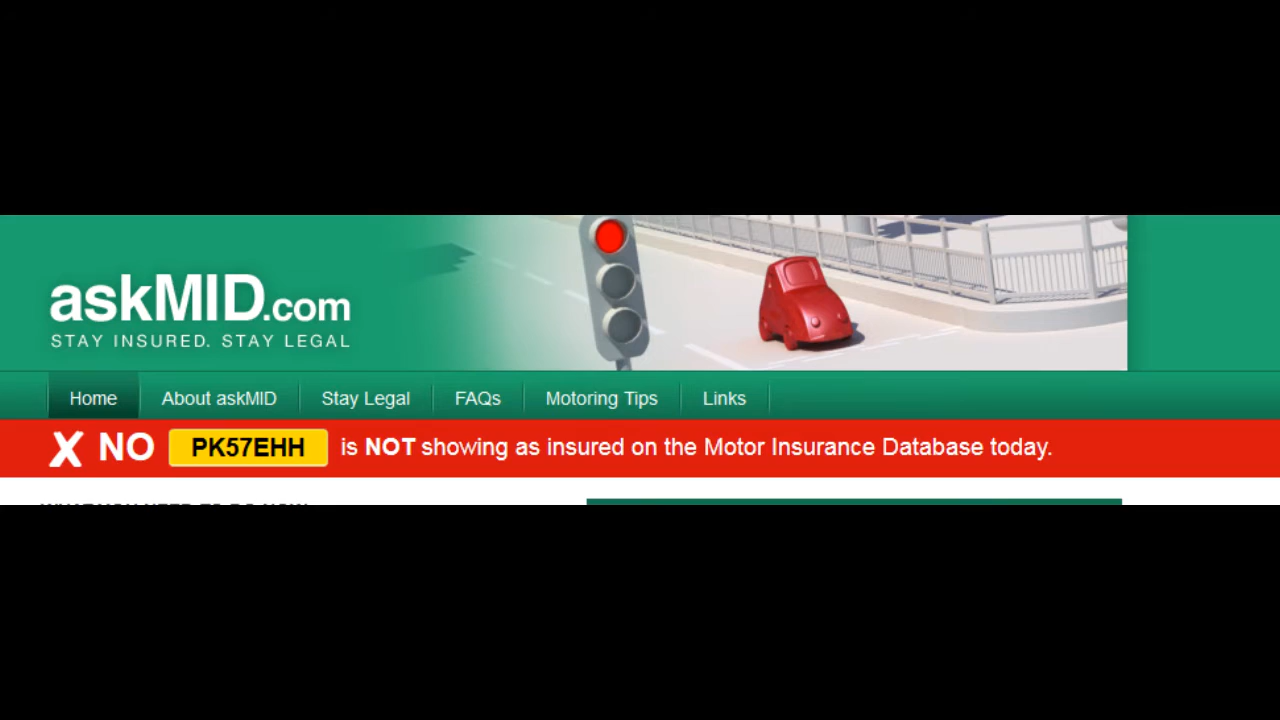 askMID.com
STAY INSURED. STAY LEGAL
Home About askMID Stay Legal FAQs Motoring Tips Links
X NO PK57EHH is NOT showing as insured on the Motor Insurance Database today.